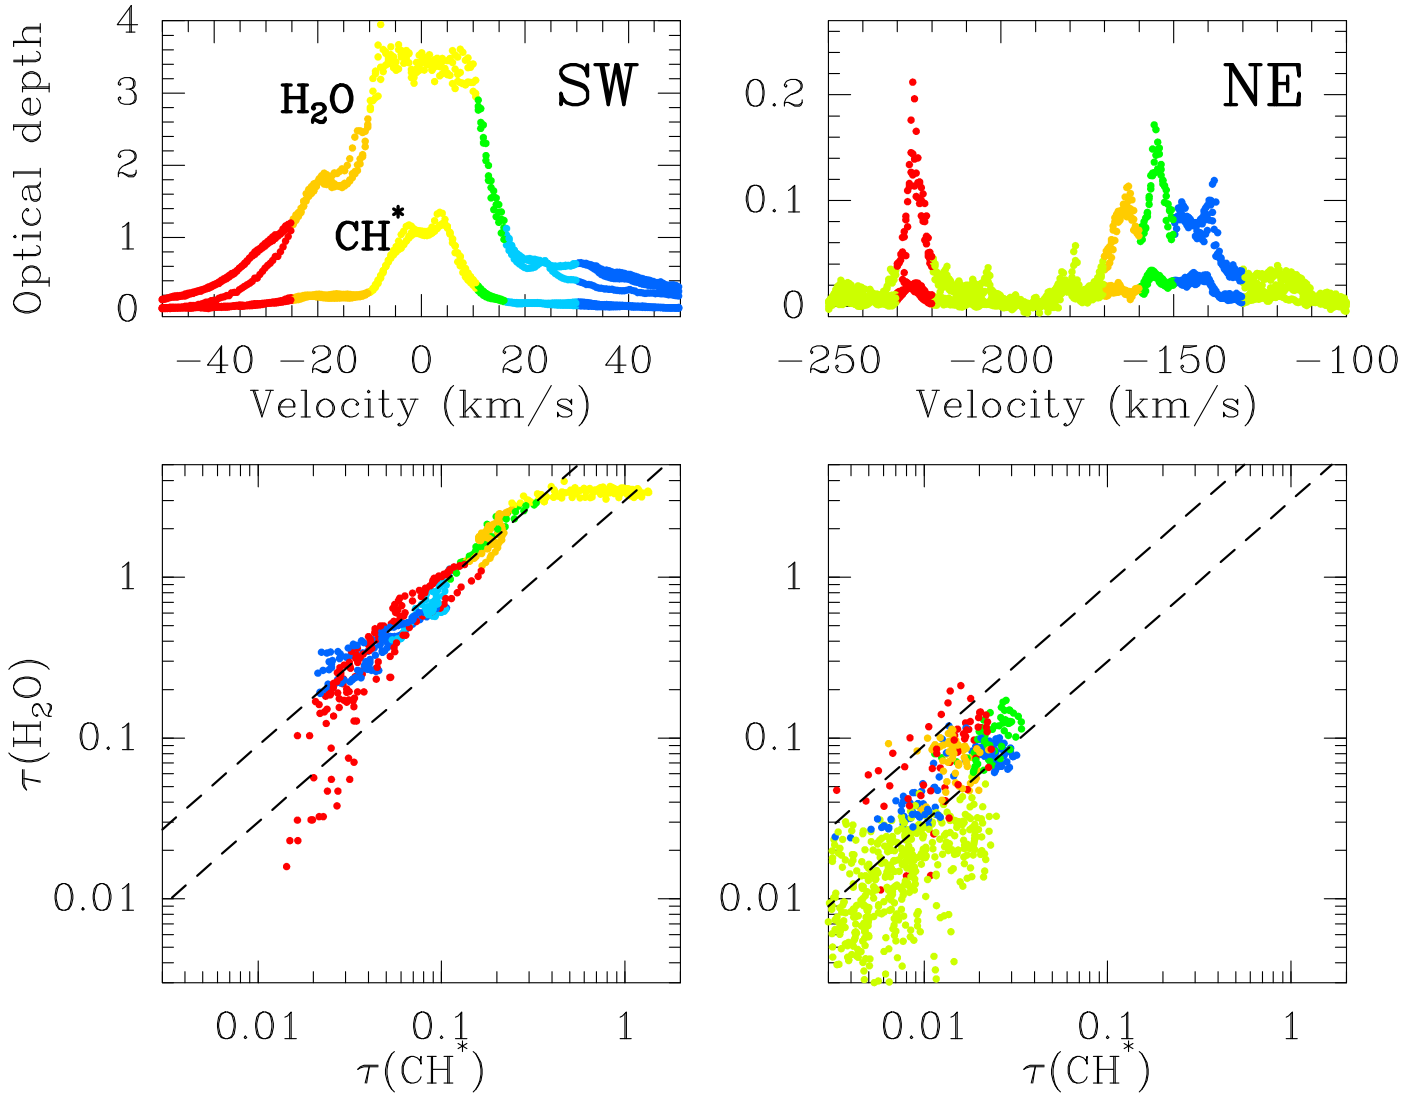 Optical depth
4
3
2
1
0
H₂O
CH*
SW
−40 −20 0 20 40
Velocity (km/s)
0.2
0.1
0
NE
−250 −200 −150 −100
Velocity (km/s)
τ(H₂O)
1
0.1
0.01
0.01 0.1 1
τ(CH*)
1
0.1
0.01
0.01 0.1 1
τ(CH*)